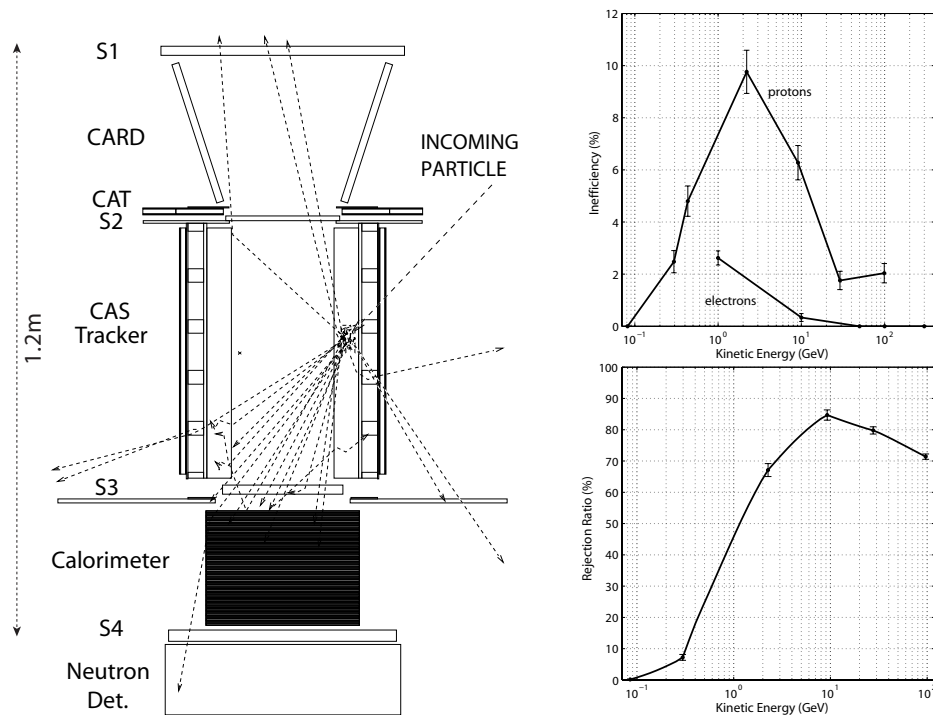 S1
CARD
CAT
S2
CAS
Tracker
S3
Calorimeter
S4
Neutron
Det.
1.2m
INCOMING
PARTICLE
12
10
8
6
4
2
0
Inefficiency (%)
protons
electrons
10⁻¹ 10⁰ 10¹ 10²
Kinetic Energy (GeV)
100
90
80
70
60
50
40
30
20
10
0
Rejection Ratio (%)
10⁻¹ 10⁰ 10¹ 10²
Kinetic Energy (GeV)